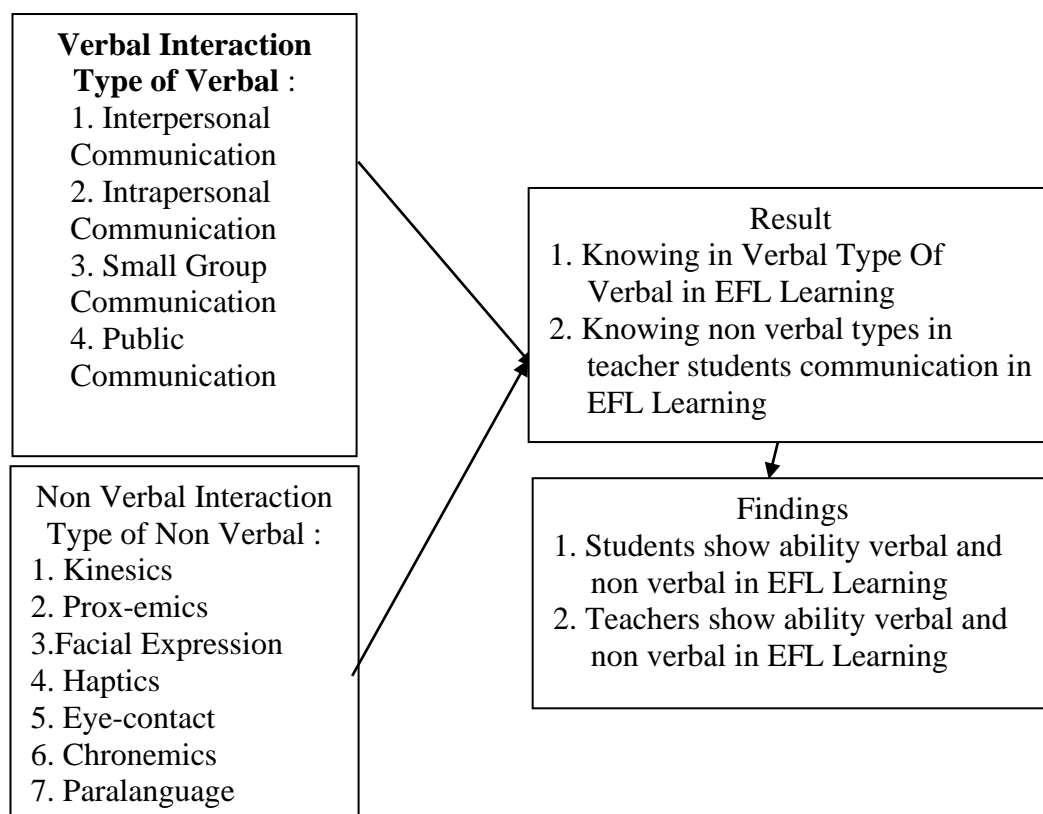 Verbal Interaction
Type of Verbal :
1. Interpersonal
Communication
2. Intrapersonal
Communication
3. Small Group
Communication
4. Public
Communication
Non Verbal Interaction
Type of Non Verbal :
1. Kinesics
2. Prox-emics
3.Facial Expression
4. Haptics
5. Eye-contact
6. Chronemics
7. Paralanguage
Result
1. Knowing in Verbal Type Of
Verbal in EFL Learning
2. Knowing non verbal types in
teacher students communication in
EFL Learning
Findings
1. Students show ability verbal and
non verbal in EFL Learning
2. Teachers show ability verbal and
non verbal in EFL Learning